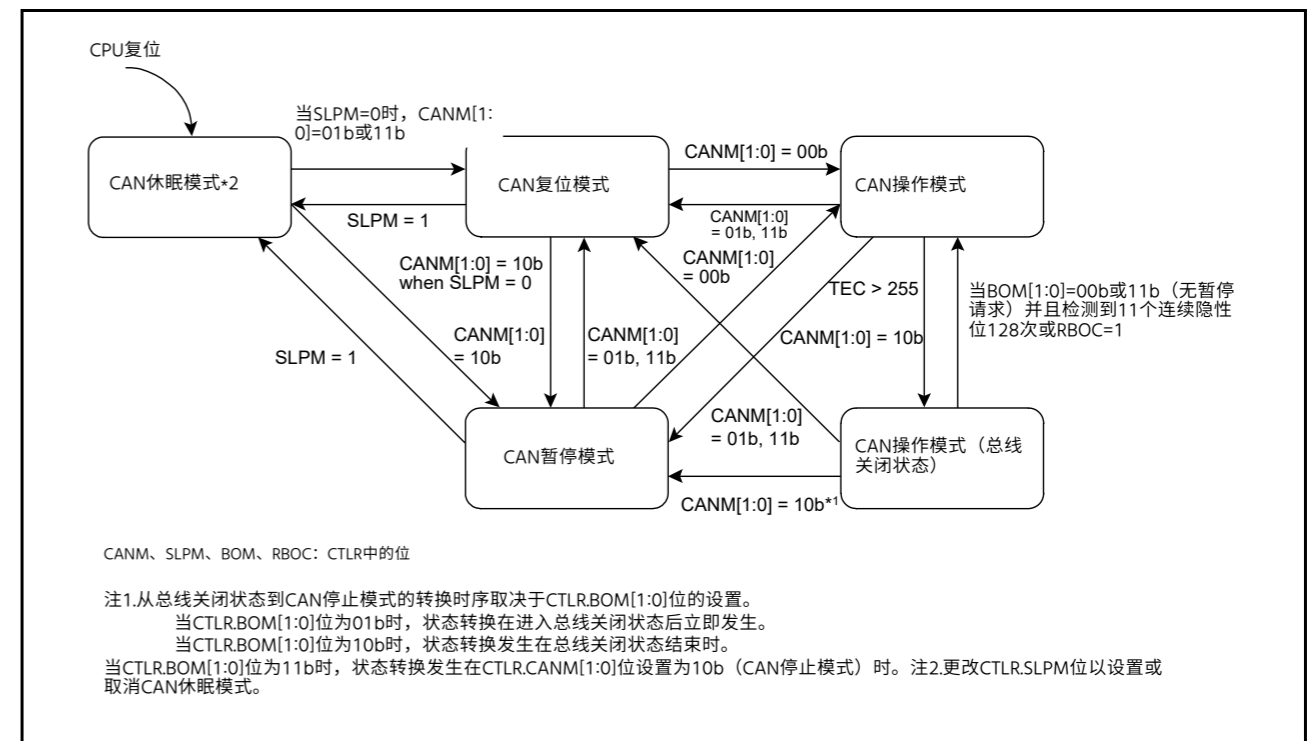 CPU复位
当SLPM=0时，CANM[1:
0]=01b或11b
CANM[1:0] = 00b
CAN休眠模式*2
CAN复位模式
CAN操作模式
SLPM = 1
CANM[1:0]
= 01b, 11b
CANM[1:0] = 10b
when SLPM = 0
CANM[1:0]
= 00b
TEC > 255
当BOM[1:0]=00b或11b（无暂停
请求）并且检测到11个连续隐性
位128次或RBOC=1
SLPM = 1
CANM[1:0]
= 10b
CANM[1:0]
= 01b, 11b
CANM[1:0] = 10b
CANM[1:0]
= 01b, 11b
CAN暂停模式
CAN操作模式（总线
关闭状态）
CANM[1:0] = 10b*1
CANM、SLPM、BOM、RBOC：CTLR中的位
注1.从总线关闭状态到CAN停止模式的转换时序取决于CTLR.BOM[1:0]位的设置。
当CTLR.BOM[1:0]位为01b时，状态转换在进入总线关闭状态后立即发生。
当CTLR.BOM[1:0]位为10b时，状态转换发生在总线关闭状态结束时。
当CTLR.BOM[1:0]位为11b时，状态转换发生在CTLR.CANM[1:0]位设置为10b（CAN停止模式）时。注2.更改CTLR.SLPM位以设置或
取消CAN休眠模式。